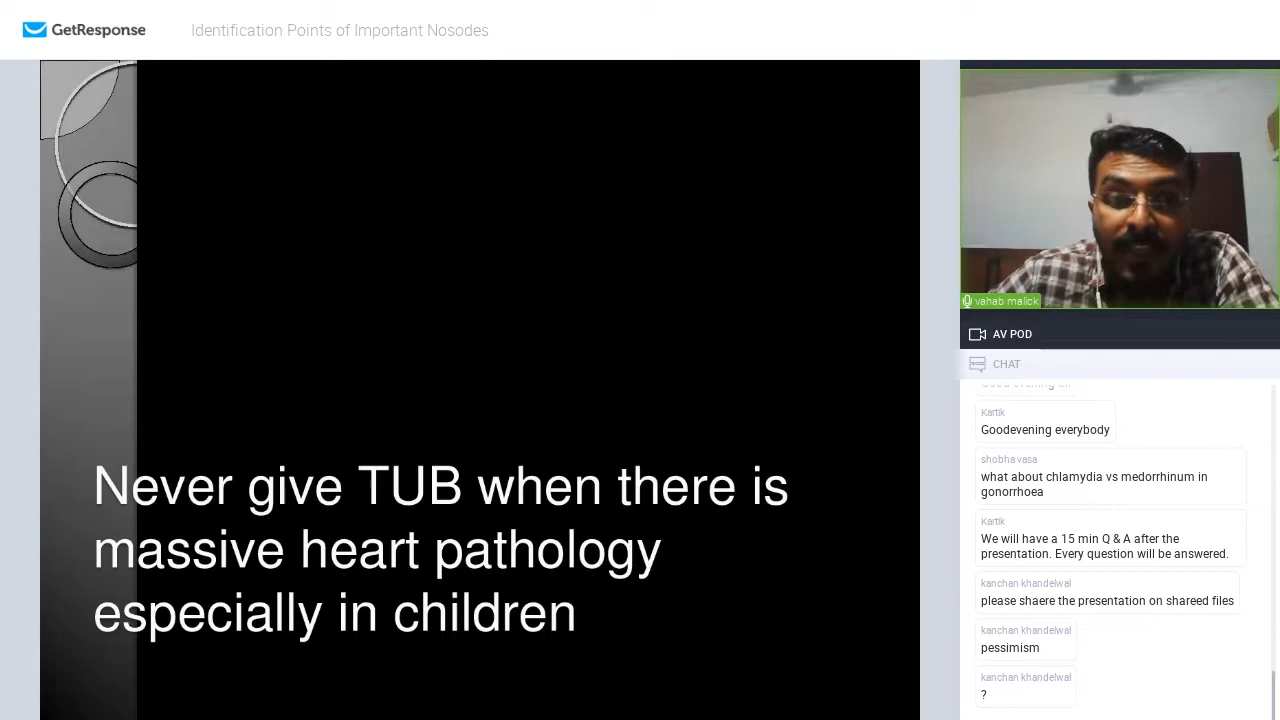 GetResponse
Identification Points of Important Nosodes
Never give TUB when there is
massive heart pathology
especially in children
vahab malick
AV POD
CHAT
Kartik
Goodevening everybody
shobha vasa
what about chlamydia vs medorrhinum in
gonorrhoea
Kartik
We will have a 15 min Q & A after the
presentation. Every question will be answered.
kanchan khandelwal
please shaere the presentation on shareed files
kanchan khandelwal
pessimism
kanchan khandelwal
?